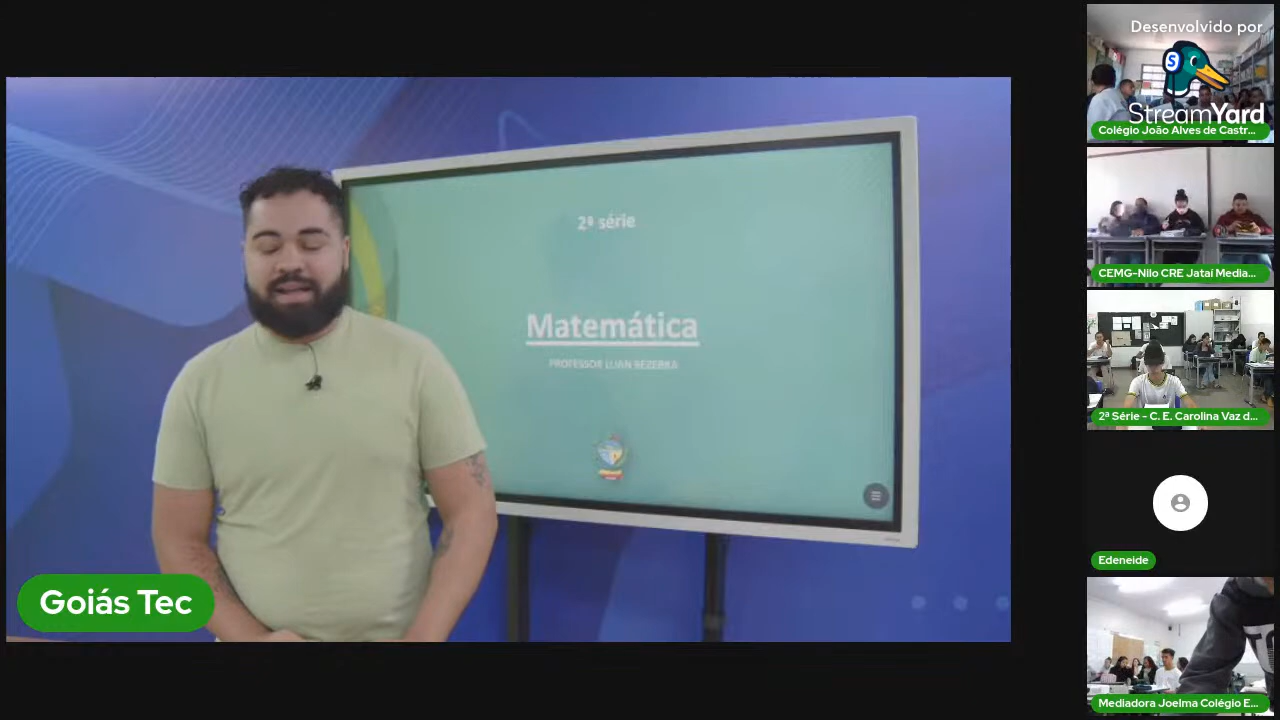 2ª série
Matemática
PROFESSOR LUAN BEZERRA
Goiás Tec
Desenvolvido por
S
StreamYard
Colégio João Alves de Castr...
CEMG-Nilo CRE Jataí Media...
2ª Série - C. E. Carolina Vaz d...
Edeneide
Mediadora Joelma Colégio E...